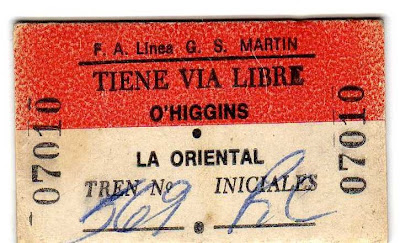 F. A. Línea G. S. MARTIN
TIENE VIA LIBRE
O'HIGGINS
LA ORIENTAL
TREN Nº INICIALES
569
07010
07010